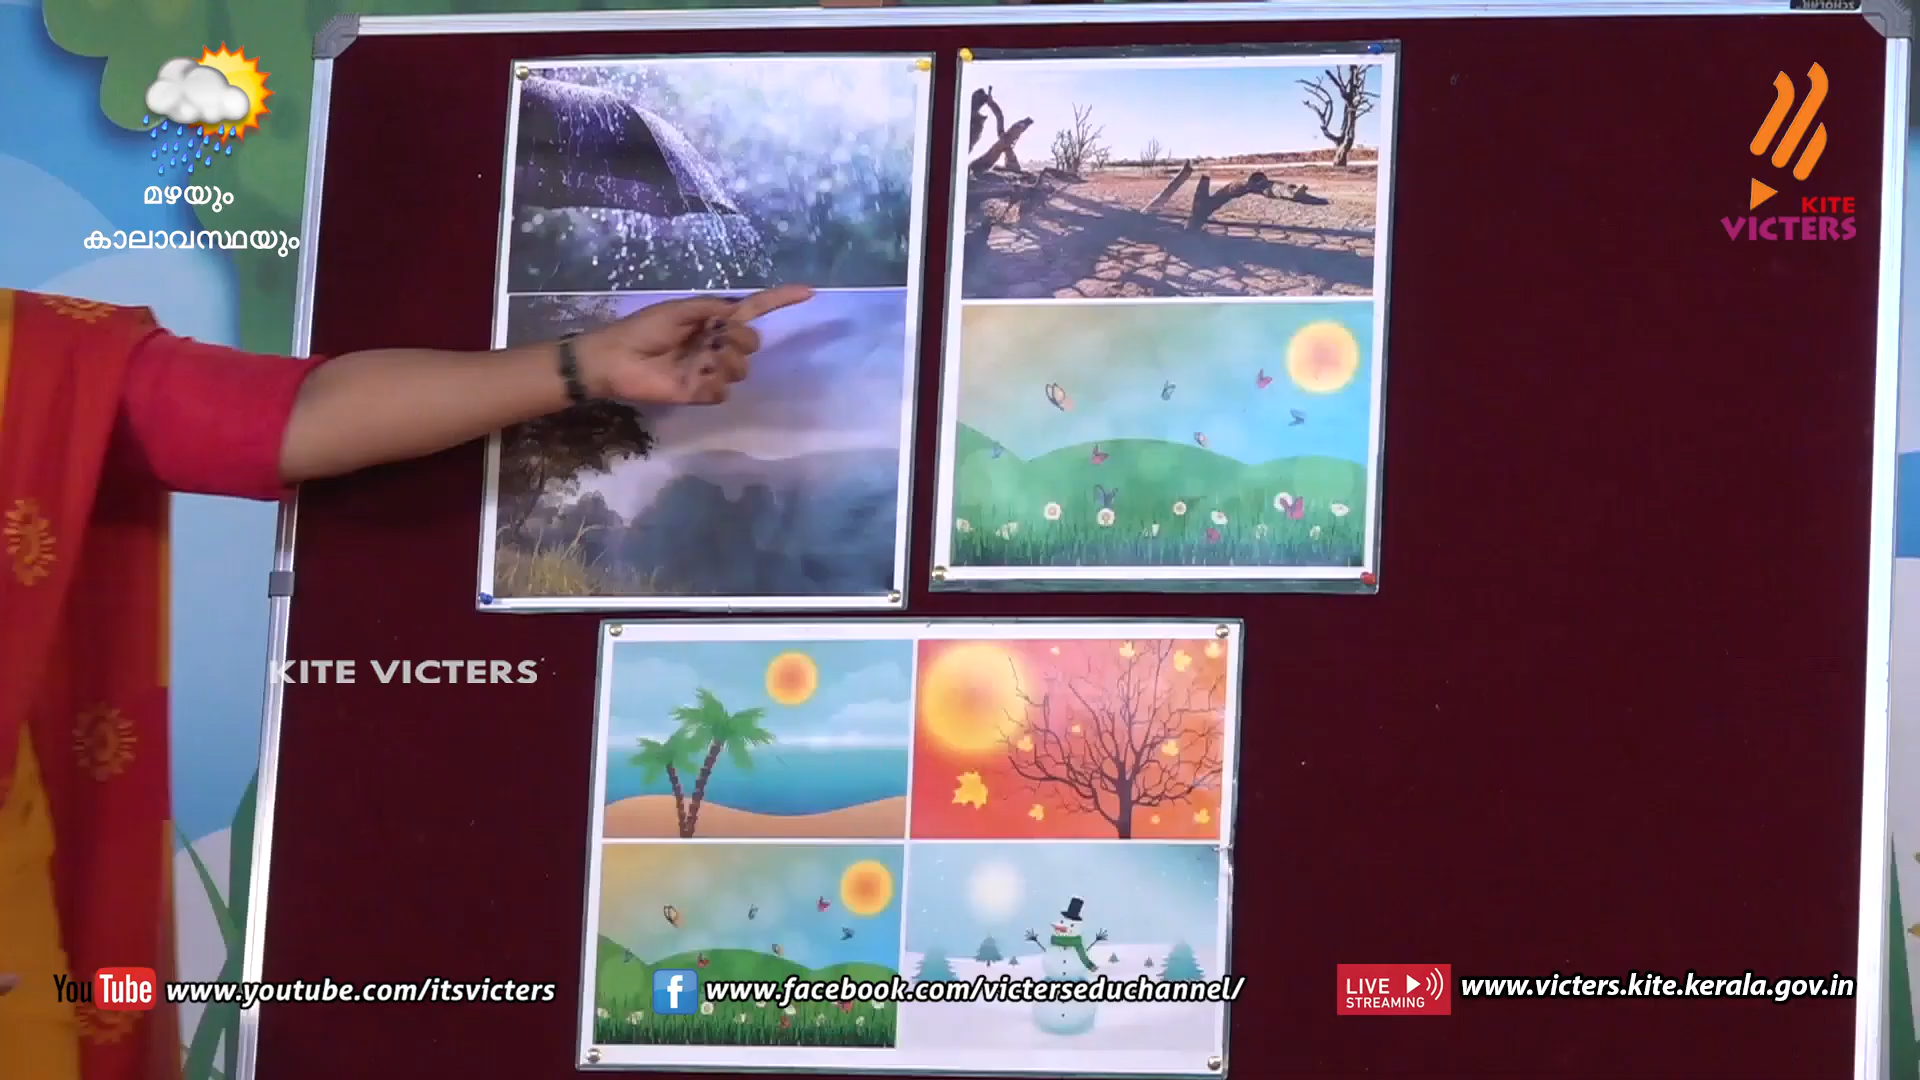 മഴയും
കാലാവസ്ഥയും
KITE
VICTERS
KITE VICTERS
YouTube www.youtube.com/itsvicters
f www.facebook.com/victerseduchannel/
LIVE
STREAMING
www.victers.kite.kerala.gov.in